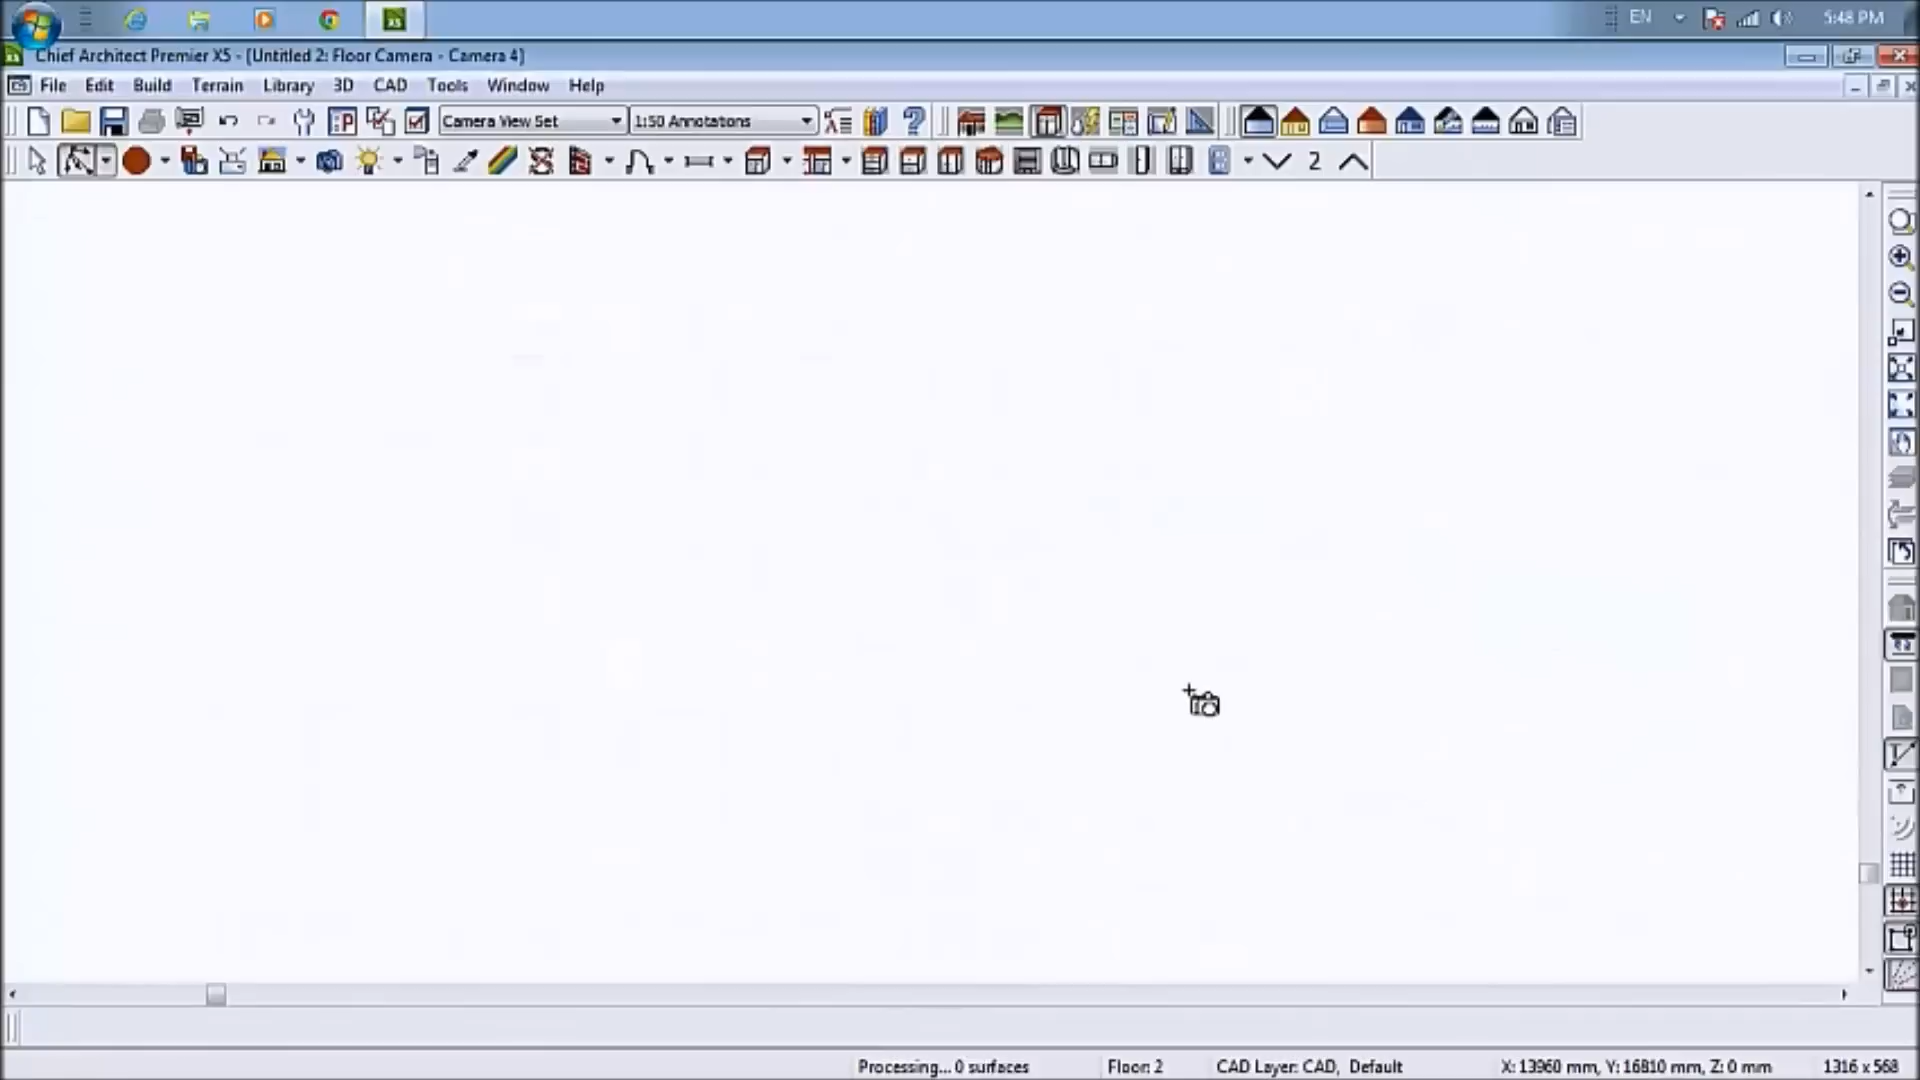 EN
5:48 PM
Chief Architect Premier X5 - [Untitled 2: Floor Camera - Camera 4]
File Edit Build Terrain Library 3D CAD Tools Window Help
Camera View Set 1:50 Annotations
2
Processing... 0 surfaces Floor: 2 CAD Layer: CAD, Default X: 13960 mm, Y: 16810 mm, Z: 0 mm 1316 x 568